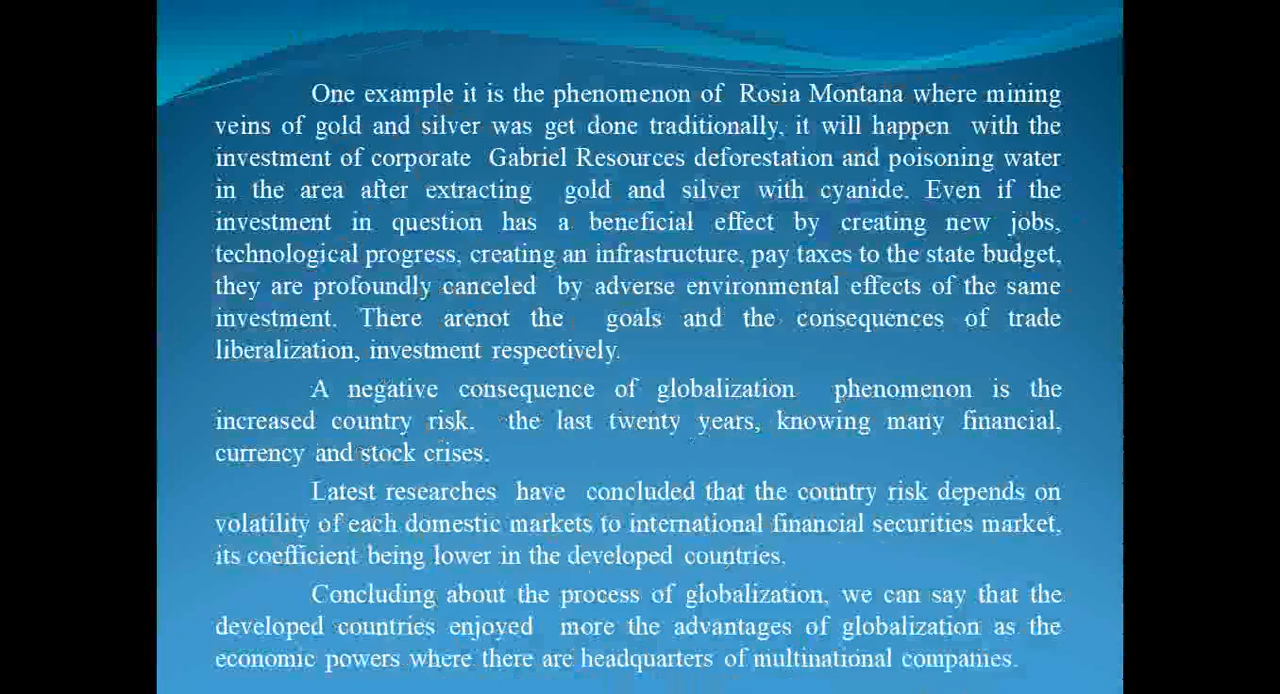 One example it is the phenomenon of Rosia Montana where mining
veins of gold and silver was get done traditionally, it will happen with the
investment of corporate Gabriel Resources deforestation and poisoning water
in the area after extracting gold and silver with cyanide. Even if the
investment in question has a beneficial effect by creating new jobs,
technological progress, creating an infrastructure, pay taxes to the state budget,
they are profoundly canceled by adverse environmental effects of the same
investment. There arenot the goals and the consequences of trade
liberalization, investment respectively.
A negative consequence of globalization phenomenon is the
increased country risk. the last twenty years, knowing many financial,
currency and stock crises.
Latest researches have concluded that the country risk depends on
volatility of each domestic markets to international financial securities market,
its coefficient being lower in the developed countries.
Concluding about the process of globalization, we can say that the
developed countries enjoyed more the advantages of globalization as the
economic powers where there are headquarters of multinational companies.